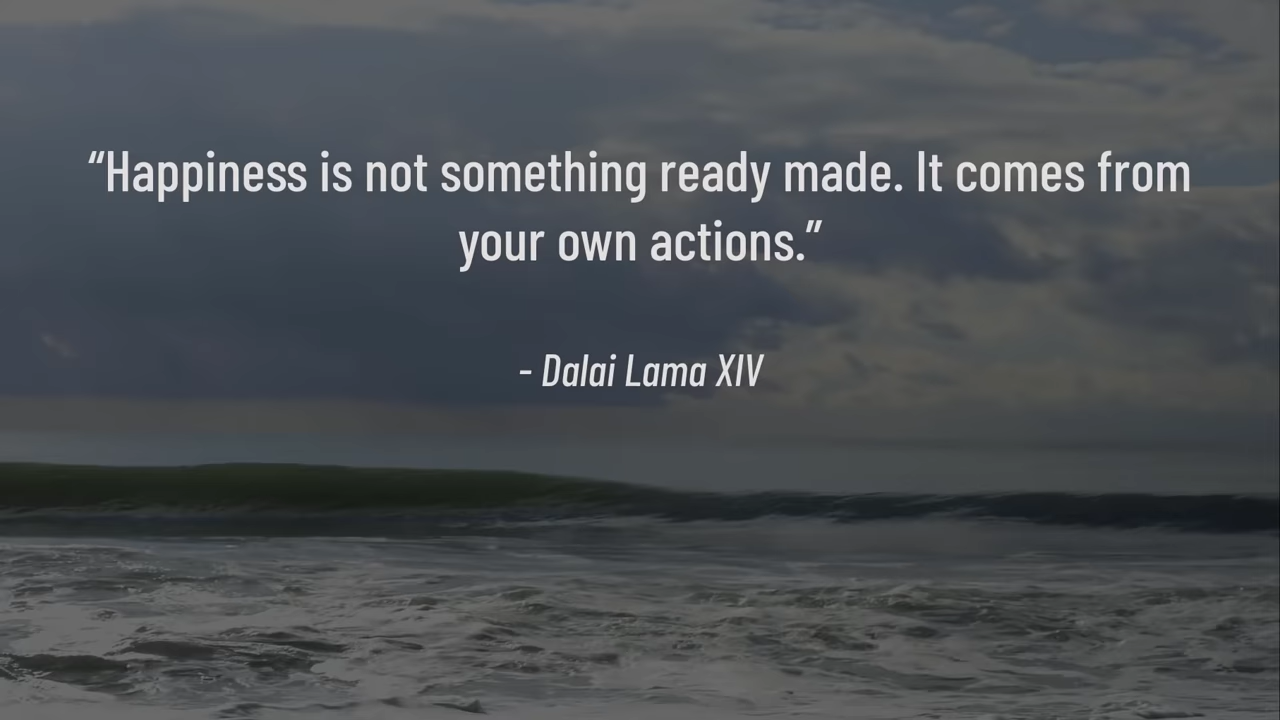 “Happiness is not something ready made. It comes from
your own actions.”
- Dalai Lama XIV